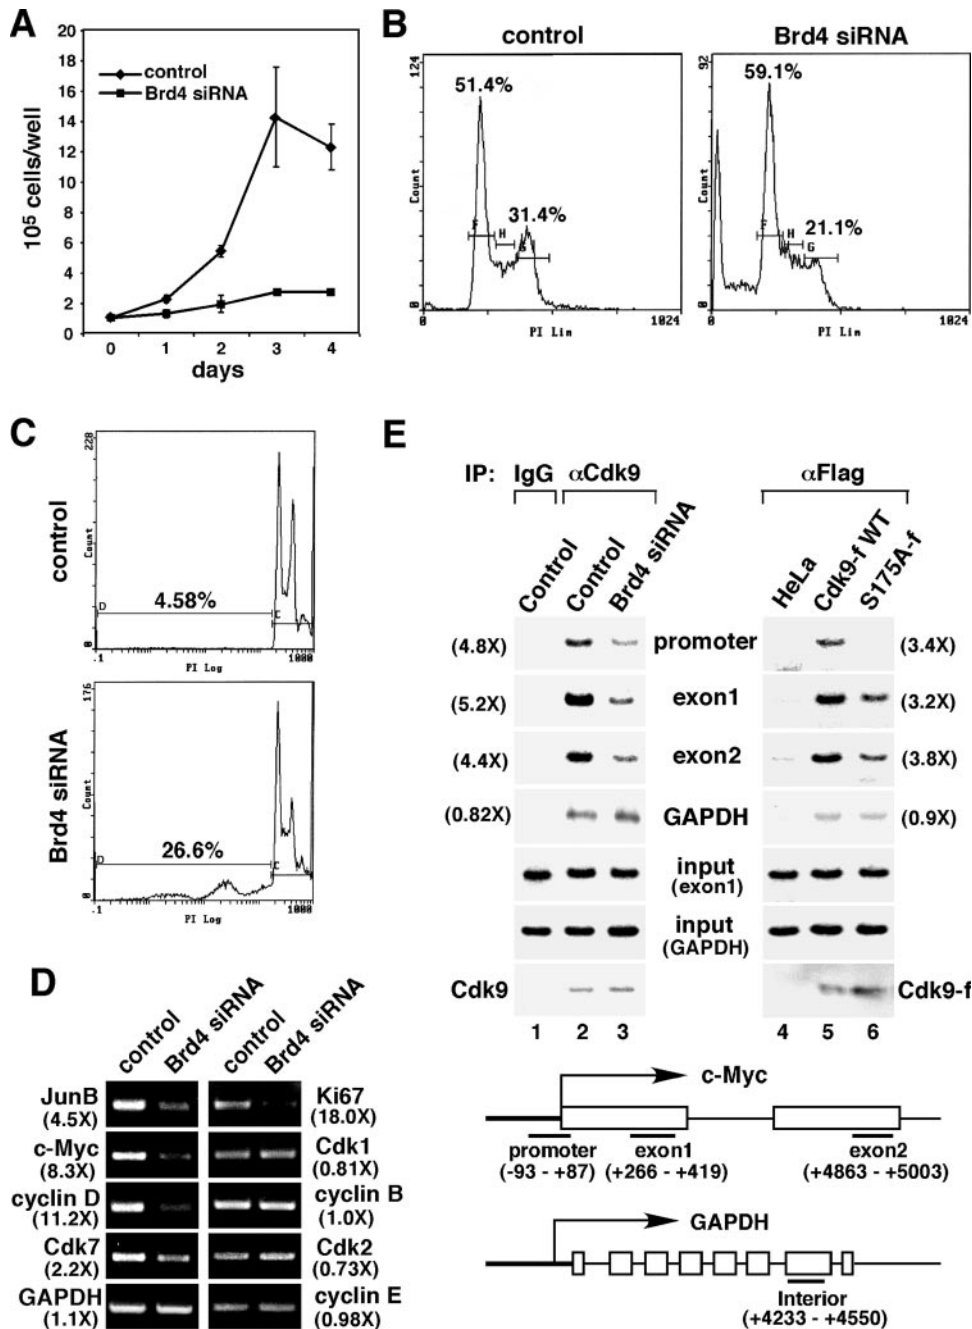 A
20
18
16
14
12
10
8
6
4
2
0
10⁵ cells/well
control
Brd4 siRNA
0 1 2 3 4
days
B
control
Brd4 siRNA
124
Count
51.4%
31.4%
F H G
0 1024
PI Lin
92
Count
59.1%
21.1%
F H G
0
0 1024
PI Lin
C
control
228
Count
D
4.58%
C
0
.1 1000
PI Log
Brd4 siRNA
176
Count
D
26.6%
C
0
.1 1000
PI Log
D
control Brd4 siRNA control Brd4 siRNA
JunB
(4.5X)
Ki67
(18.0X)
c-Myc
(8.3X)
Cdk1
(0.81X)
cyclin D
(11.2X)
cyclin B
(1.0X)
Cdk7
(2.2X)
Cdk2
(0.73X)
GAPDH
(1.1X)
cyclin E
(0.98X)
E
IP: IgG αCdk9 αFlag
Control Control Brd4 siRNA HeLa Cdk9-f WT S175A-f
(4.8X) promoter (3.4X)
(5.2X) exon1 (3.2X)
(4.4X) exon2 (3.8X)
(0.82X) GAPDH (0.9X)
input
(exon1)
input
(GAPDH)
Cdk9 Cdk9-f
1 2 3 4 5 6
c-Myc
promoter exon1 exon2
(-93 - +87) (+266 - +419) (+4863 - +5003)
GAPDH
Interior
(+4233 - +4550)